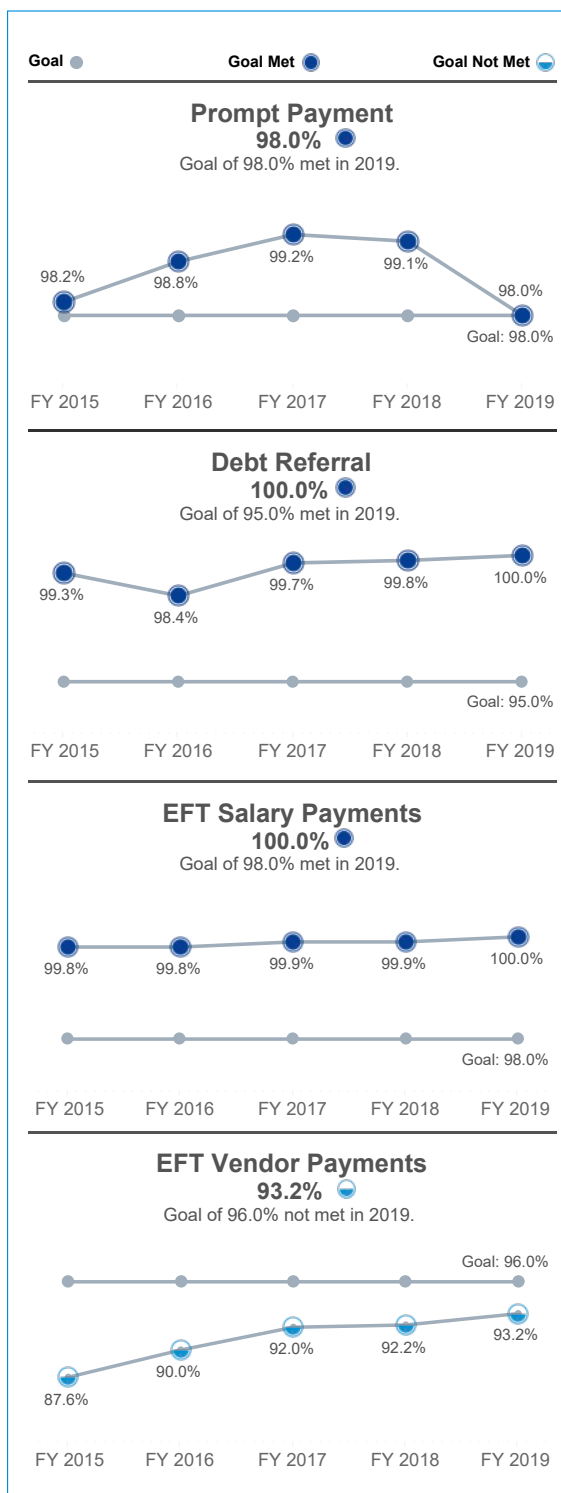 Goal Goal Met Goal Not Met
Prompt Payment
98.0%
Goal of 98.0% met in 2019.
98.2% 98.8% 99.2% 99.1% 98.0%
Goal: 98.0%
FY 2015 FY 2016 FY 2017 FY 2018 FY 2019
Debt Referral
100.0%
Goal of 95.0% met in 2019.
99.3% 98.4% 99.7% 99.8% 100.0%
Goal: 95.0%
FY 2015 FY 2016 FY 2017 FY 2018 FY 2019
EFT Salary Payments
100.0%
Goal of 98.0% met in 2019.
99.8% 99.8% 99.9% 99.9% 100.0%
Goal: 98.0%
FY 2015 FY 2016 FY 2017 FY 2018 FY 2019
EFT Vendor Payments
93.2%
Goal of 96.0% not met in 2019.
Goal: 96.0%
87.6% 90.0% 92.0% 92.2% 93.2%
FY 2015 FY 2016 FY 2017 FY 2018 FY 2019